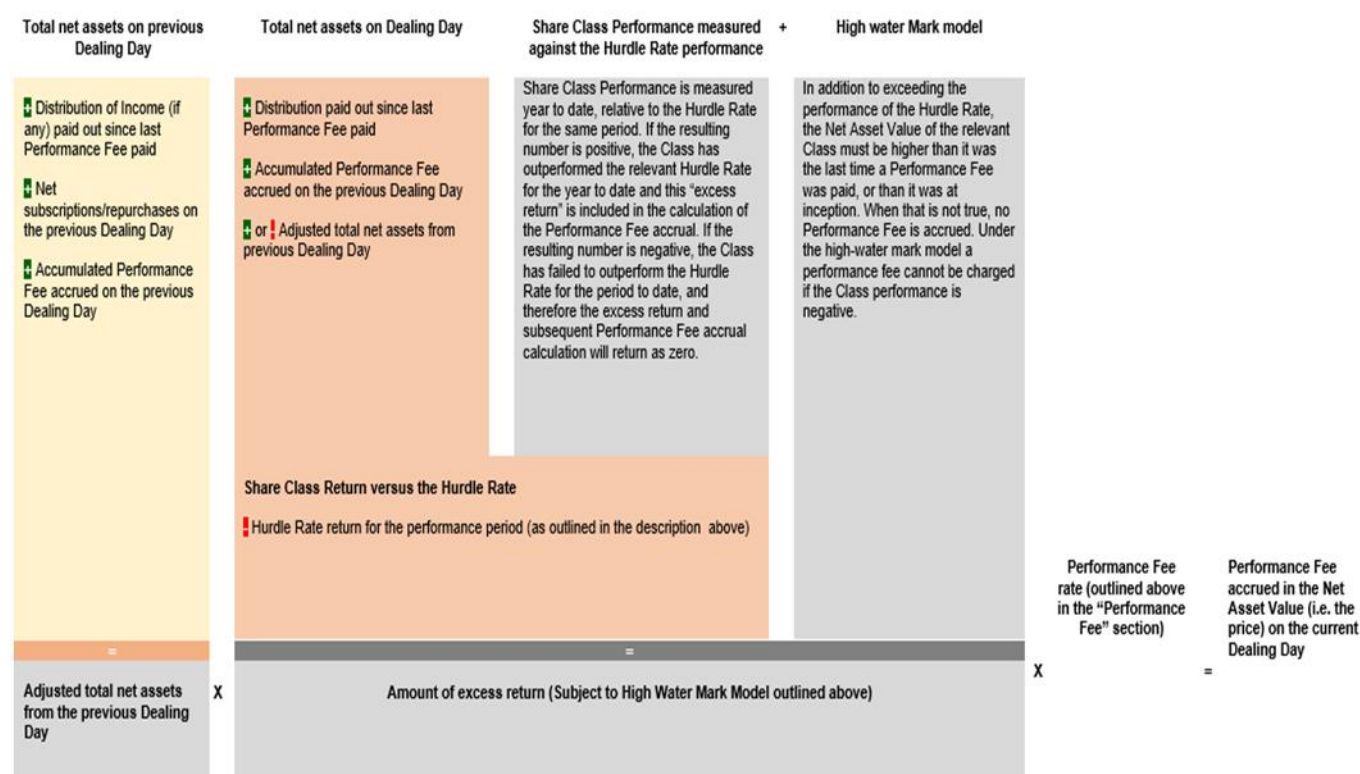 Total net assets on previous
Dealing Day
Total net assets on Dealing Day
Share Class Performance measured
against the Hurdle Rate performance
+
High water Mark model
+ Distribution of Income (if
any) paid out since last
Performance Fee paid
+ Net
subscriptions/repurchases on
the previous Dealing Day
+ Accumulated Performance
Fee accrued on the previous
Dealing Day
+ Distribution paid out since last
Performance Fee paid
+ Accumulated Performance Fee
accrued on the previous Dealing Day
+ or ! Adjusted total net assets from
previous Dealing Day
Share Class Performance is measured
year to date, relative to the Hurdle Rate
for the same period. If the resulting
number is positive, the Class has
outperformed the relevant Hurdle Rate
for the year to date and this “excess
return” is included in the calculation of
the Performance Fee accrual. If the
resulting number is negative, the Class
has failed to outperform the Hurdle
Rate for the period to date, and
therefore the excess return and
subsequent Performance Fee accrual
calculation will return as zero.
In addition to exceeding the
performance of the Hurdle Rate,
the Net Asset Value of the relevant
Class must be higher than it was
the last time a Performance Fee
was paid, or than it was at
inception. When that is not true, no
Performance Fee is accrued. Under
the high-water mark model a
performance fee cannot be charged
if the Class performance is
negative.
Share Class Return versus the Hurdle Rate
! Hurdle Rate return for the performance period (as outlined in the description above)
=
=
Adjusted total net assets
from the previous Dealing
Day
X
Amount of excess return (Subject to High Water Mark Model outlined above)
X
Performance Fee
rate (outlined above
in the “Performance
Fee” section)
=
Performance Fee
accrued in the Net
Asset Value (i.e. the
price) on the current
Dealing Day